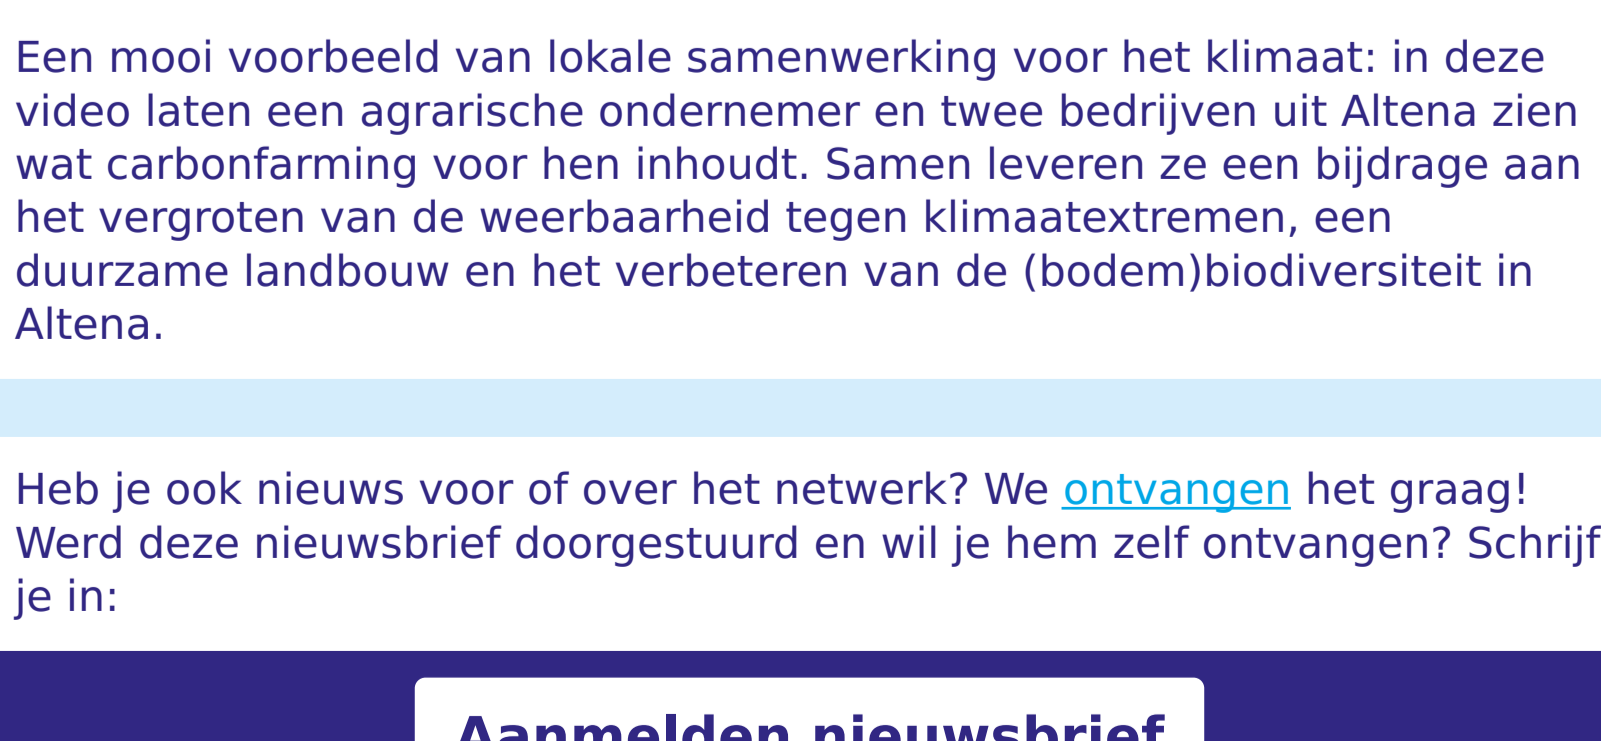 Een mooi voorbeeld van lokale samenwerking voor het klimaat: in deze
video laten een agrarische ondernemer en twee bedrijven uit Altena zien
wat carbonfarming voor hen inhoudt. Samen leveren ze een bijdrage aan
het vergroten van de weerbaarheid tegen klimaatextremen, een
duurzame landbouw en het verbeteren van de (bodem)biodiversiteit in
Altena.
Heb je ook nieuws voor of over het netwerk? We ontvangen het graag!
Werd deze nieuwsbrief doorgestuurd en wil je hem zelf ontvangen? Schrijf
je in:
Aanmelden nieuwsbrief